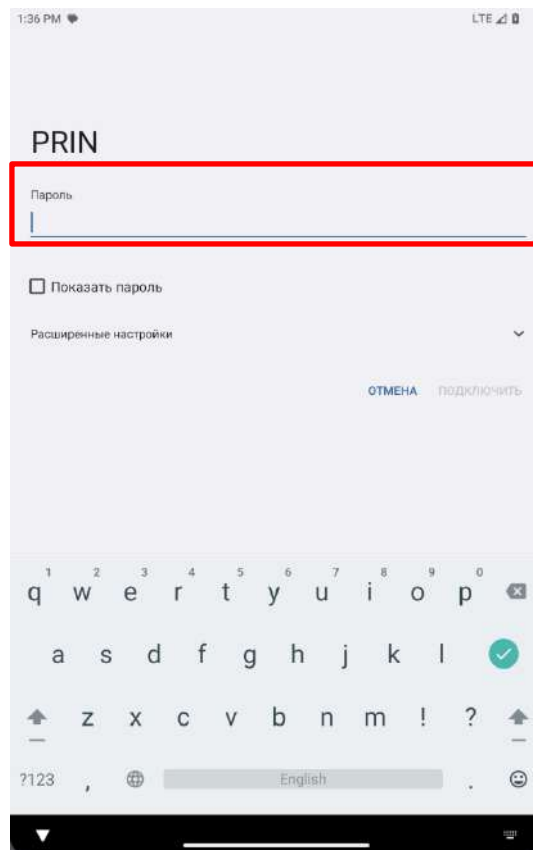 1:36 PM LTE
PRIN
Пароль
Показать пароль
Расширенные настройки
ОТМЕНА ПОДКЛЮЧИТЬ
1 2 3 4 5 6 7 8 9 0
q w e r t y u i o p
a s d f g h j k l
z x c v b n m ! ?
?123 , English .